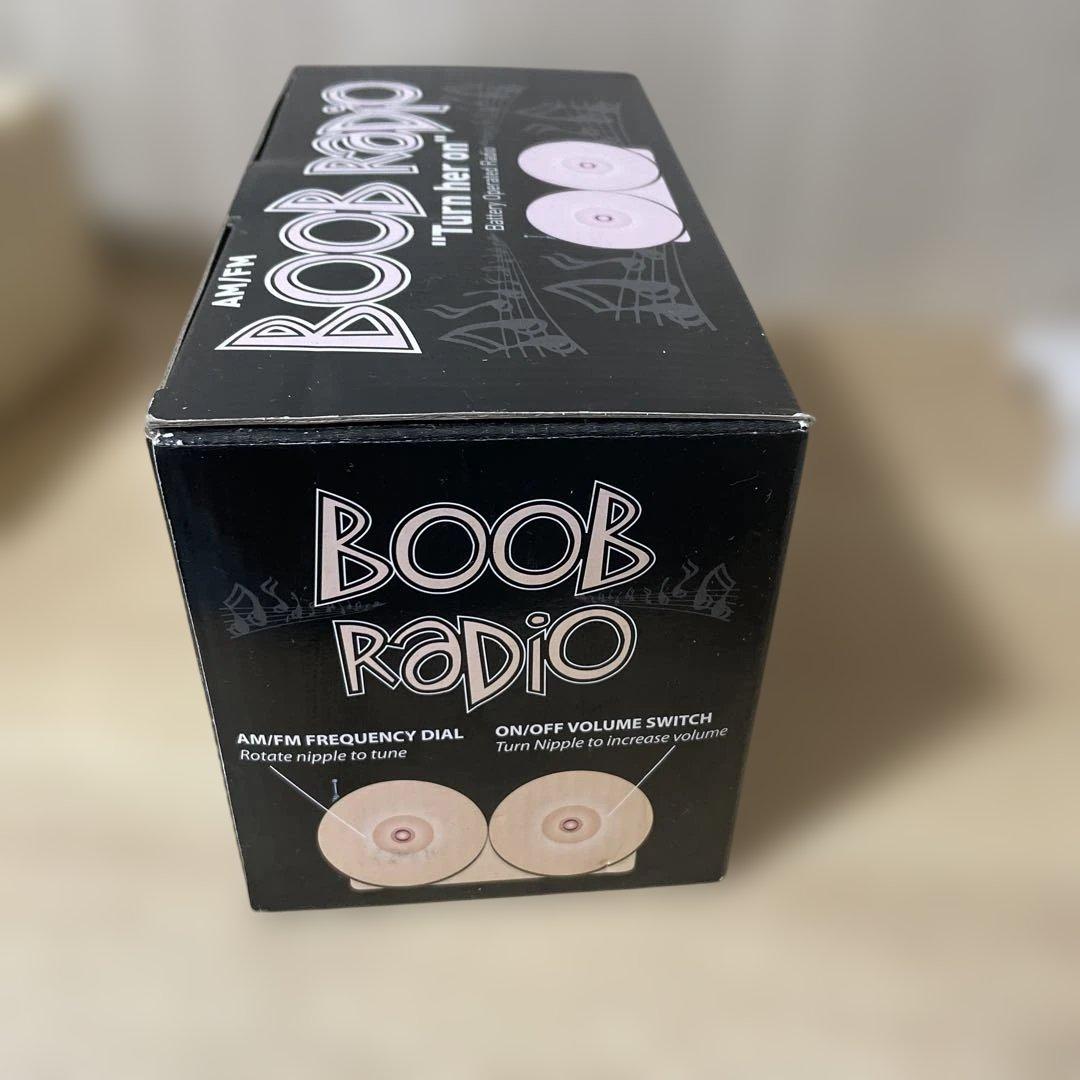 AM/FM
BOOB RaDiO
"Turn her on"
Battery Operated Radio
BOOB
RaDiO
AM/FM FREQUENCY DIAL
Rotate nipple to tune
ON/OFF VOLUME SWITCH
Turn Nipple to increase volume